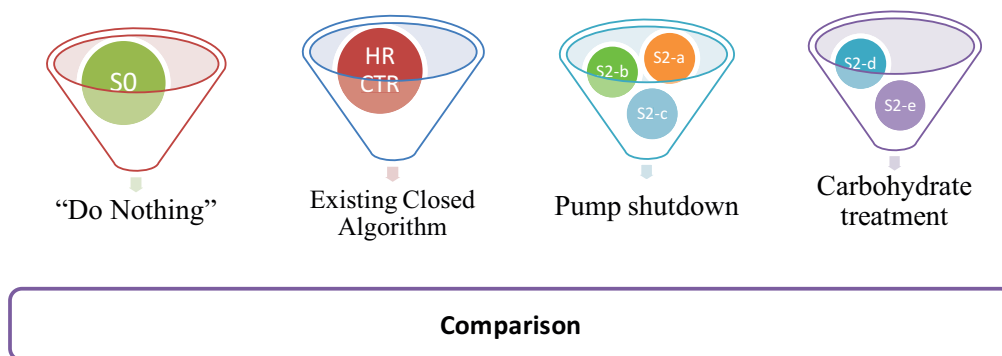 S0
HR
CTR
S2-b
S2-a
S2-c
S2-d
S2-e
“Do Nothing”
Existing Closed
Algorithm
Pump shutdown
Carbohydrate
treatment
Comparison